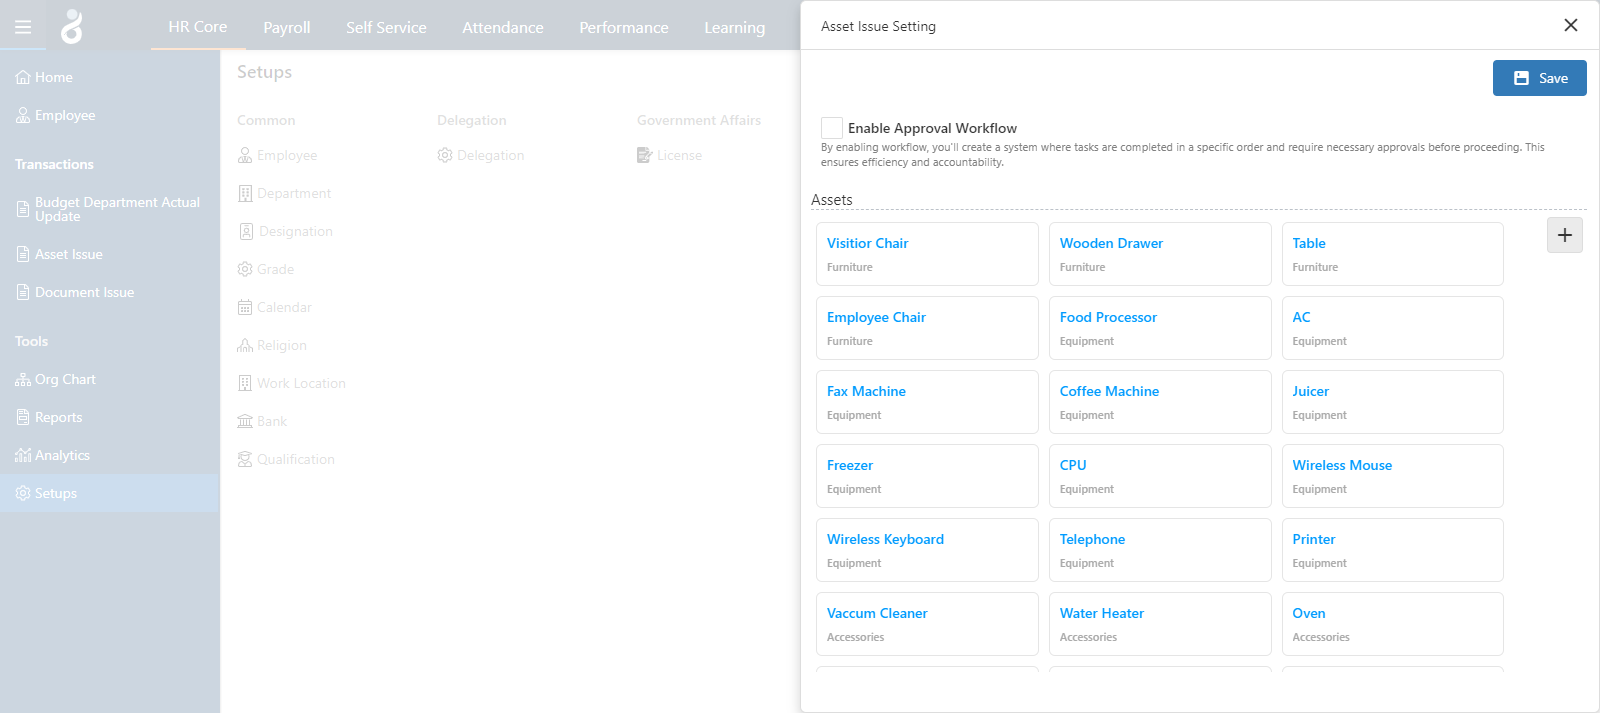 HR Core
Payroll
Self Service
Attendance
Performance
Learning
Home
Employee
Transactions
Budget Department Actual
Update
Asset Issue
Document Issue
Tools
Org Chart
Reports
Analytics
Setups
Setups
Common
Employee
Department
Designation
Grade
Calendar
Religion
Work Location
Bank
Qualification
Delegation
Delegation
Government Affairs
License
Asset Issue Setting
Save
Enable Approval Workflow
By enabling workflow, you'll create a system where tasks are completed in a specific order and require necessary approvals before proceeding. This
ensures efficiency and accountability.
Assets
Visitior Chair
Furniture
Wooden Drawer
Furniture
Table
Furniture
Employee Chair
Furniture
Food Processor
Equipment
AC
Equipment
Fax Machine
Equipment
Coffee Machine
Equipment
Juicer
Equipment
Freezer
Equipment
CPU
Equipment
Wireless Mouse
Equipment
Wireless Keyboard
Equipment
Telephone
Equipment
Printer
Equipment
Vaccum Cleaner
Accessories
Water Heater
Accessories
Oven
Accessories